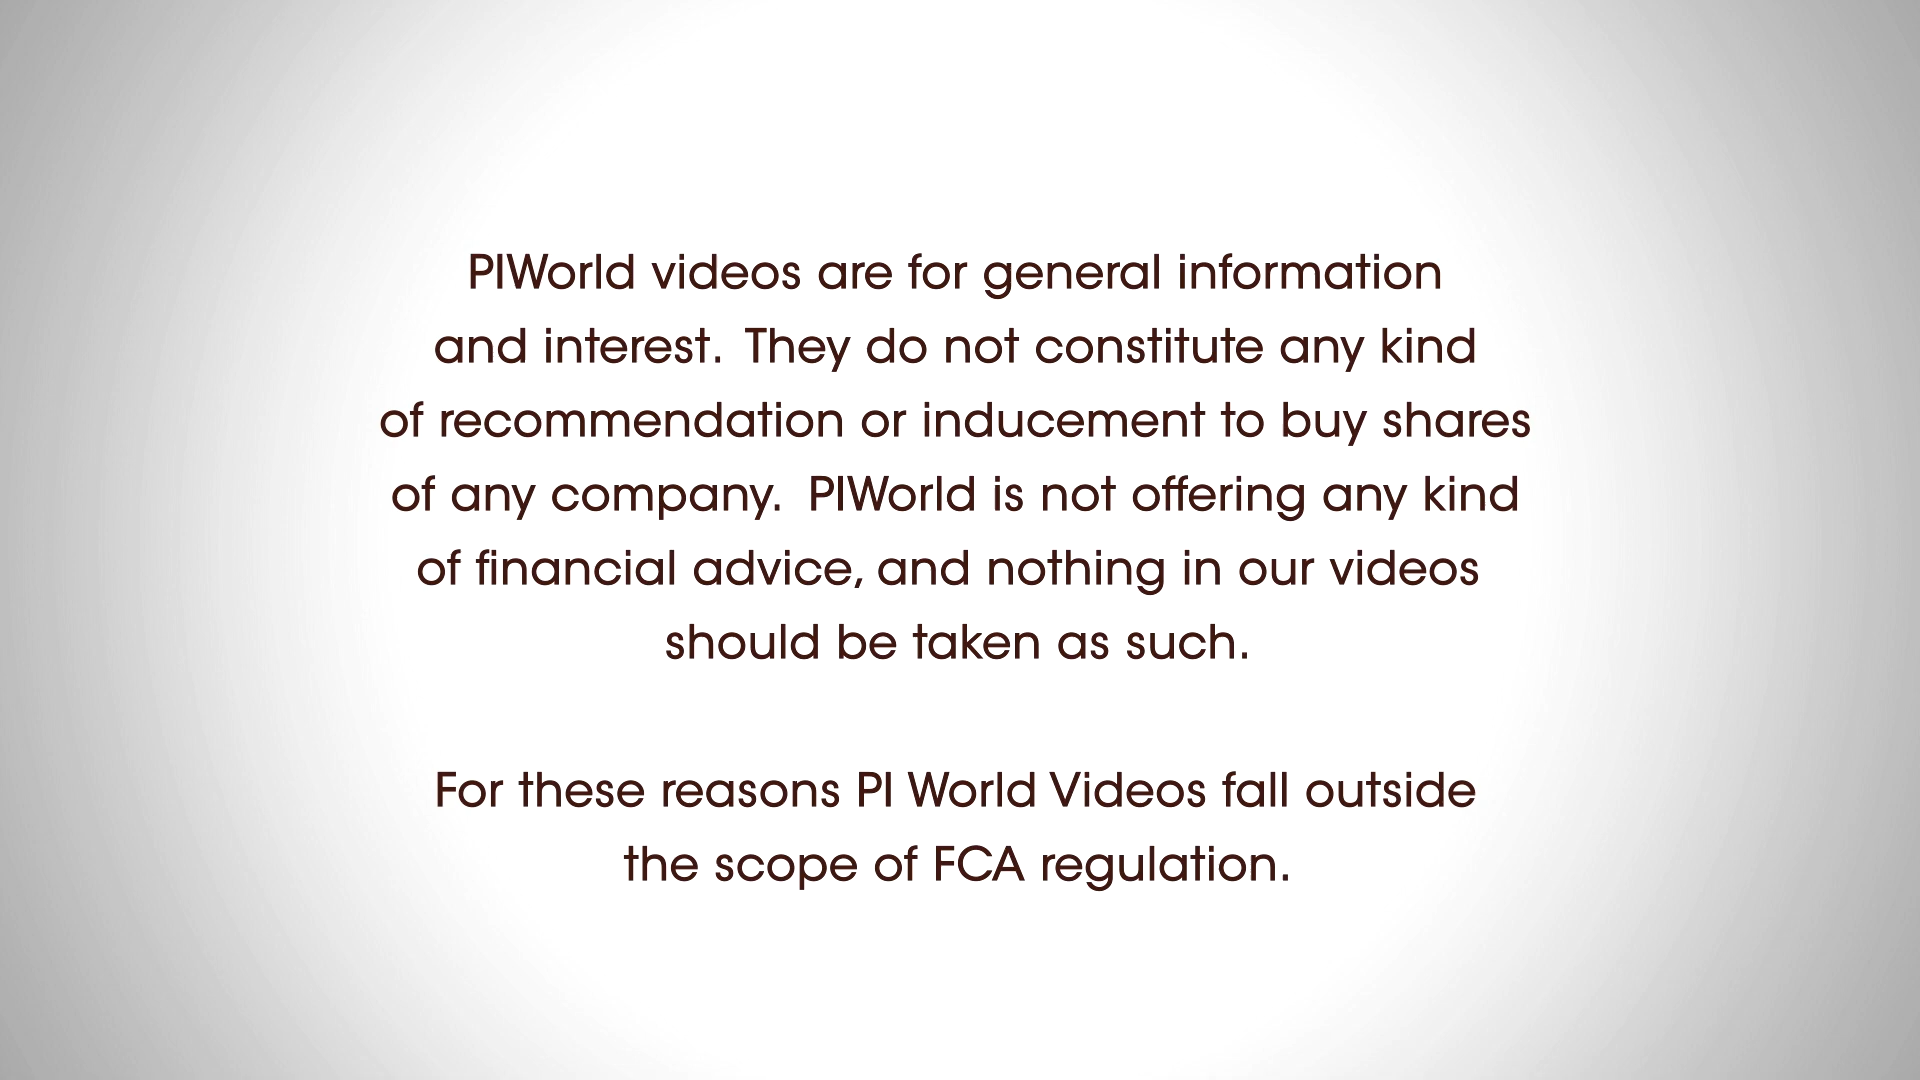 PIWorld videos are for general information
and interest.  They do not constitute any kind
of recommendation or inducement to buy shares
of any company.  PIWorld is not offering any kind
of financial advice, and nothing in our videos
should be taken as such.
For these reasons PI World Videos fall outside
the scope of FCA regulation.